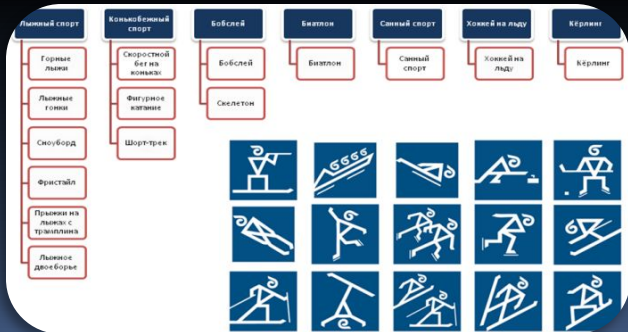 Лыжный спорт
Конькобежный
спорт
Бобслей
Биатлон
Санный спорт
Хоккей на льду
Кёрлинг
Горные
лыжи
Лыжные
гонки
Сноуборд
Фристайл
Прыжки на
лыжах с
трамплина
Лыжное
двоеборье
Скоростной
бег на
коньках
Фигурное
катание
Шорт-трек
Бобслей
Скелетон
Биатлон
Санный
спорт
Хоккей на
льду
Кёрлинг